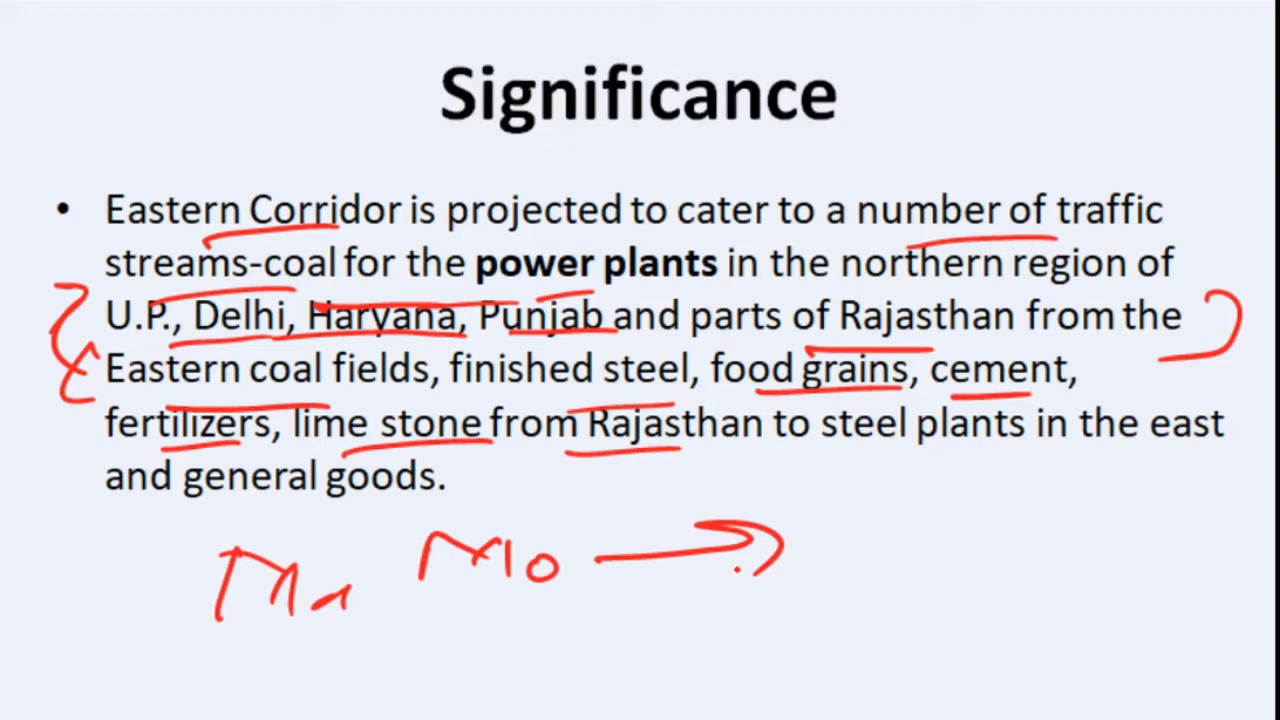 Significance
• Eastern Corridor is projected to cater to a number of traffic
streams-coal for the power plants in the northern region of
U.P., Delhi, Haryana, Punjab and parts of Rajasthan from the
Eastern coal fields, finished steel, food grains, cement,
fertilizers, lime stone from Rajasthan to steel plants in the east
and general goods.